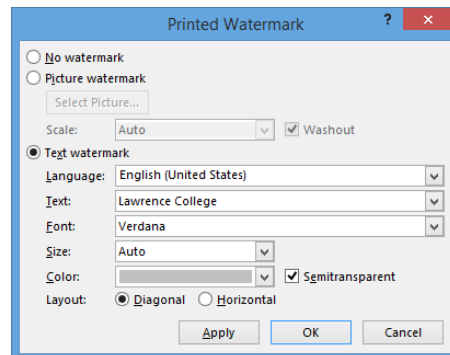 Printed Watermark ? ×
No watermark
Picture watermark
Select Picture...
Scale: Auto Washout
Text watermark
Language: English (United States)
Text: Lawrence College
Font: Verdana
Size: Auto
Color: Semitransparent
Layout: Diagonal Horizontal
Apply OK Cancel